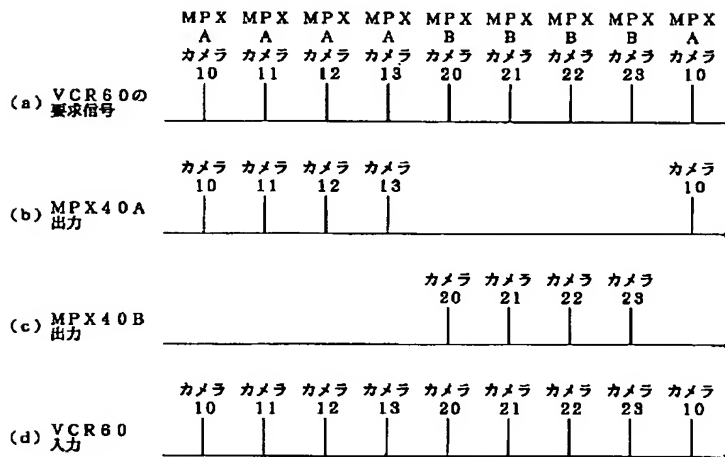 MPX MPX MPX MPX MPX MPX MPX MPX MPX
A A A A B B B B A
カメラ カメラ カメラ カメラ カメラ カメラ カメラ カメラ カメラ
10 11 12 13 20 21 22 23 10
(a) VCR60の
要求信号
カメラ カメラ カメラ カメラ カメラ
10 11 12 13 10
(b) MPX40A
出力
カメラ カメラ カメラ カメラ
20 21 22 23
(c) MPX40B
出力
カメラ カメラ カメラ カメラ カメラ カメラ カメラ カメラ カメラ
10 11 12 13 20 21 22 23 10
(d) VCR60
入力